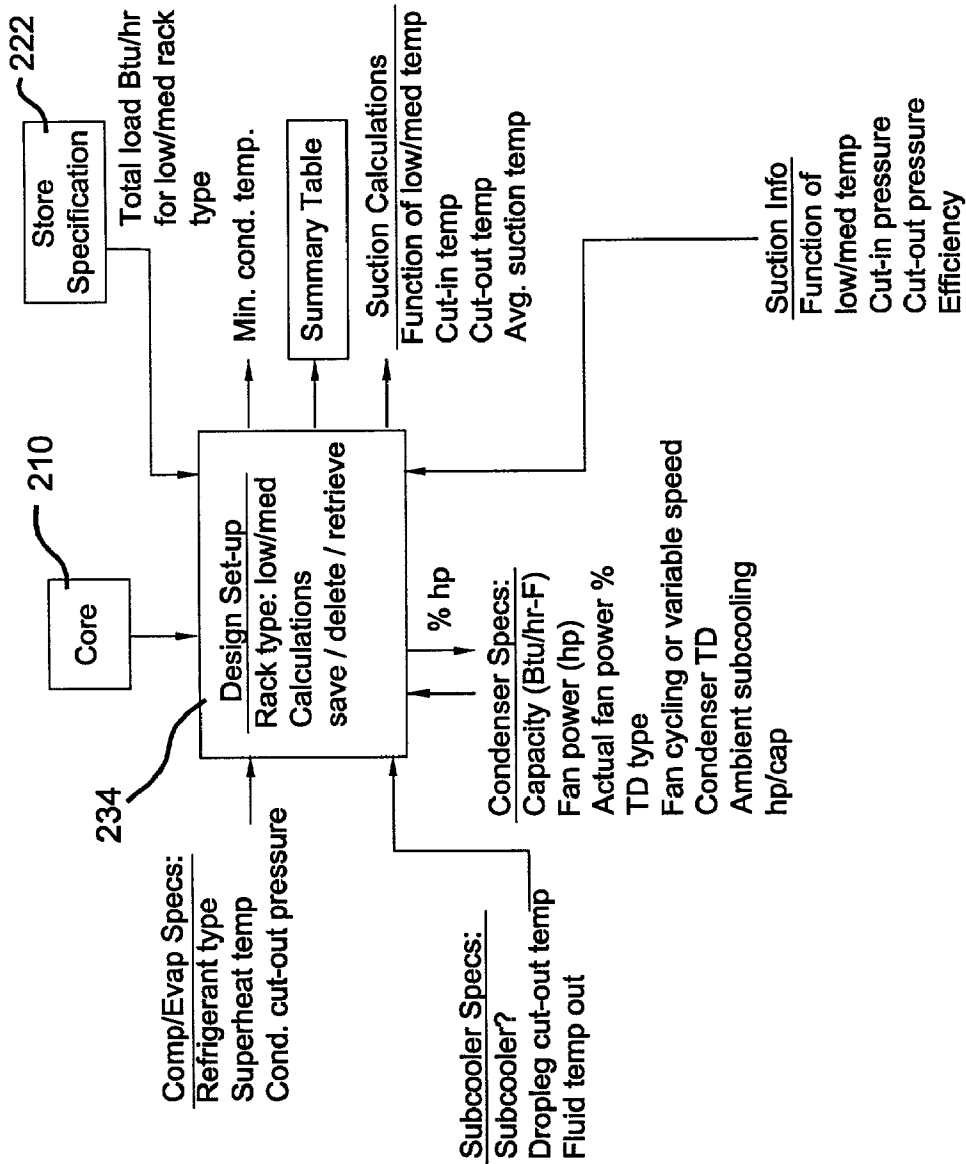 222
Store
Specification
Total load Btu/hr
for low/med rack
type
210
Core
Min. cond. temp.
Summary Table
Suction Calculations
Function of low/med temp
Cut-in temp
Cut-out temp
Avg. suction temp
234
Design Set-up
Rack type: low/med
Calculations
save / delete / retrieve
% hp
Comp/Evap Specs:
Refrigerant type
Superheat temp
Cond. cut-out pressure
Subcooler Specs:
Subcooler?
Dropleg cut-out temp
Fluid temp out
Condenser Specs:
Capacity (Btu/hr-F)
Fan power (hp)
Actual fan power %
TD type
Fan cycling or variable speed
Condenser TD
Ambient subcooling
hp/cap
Suction Info
Function of
low/med temp
Cut-in pressure
Cut-out pressure
Efficiency